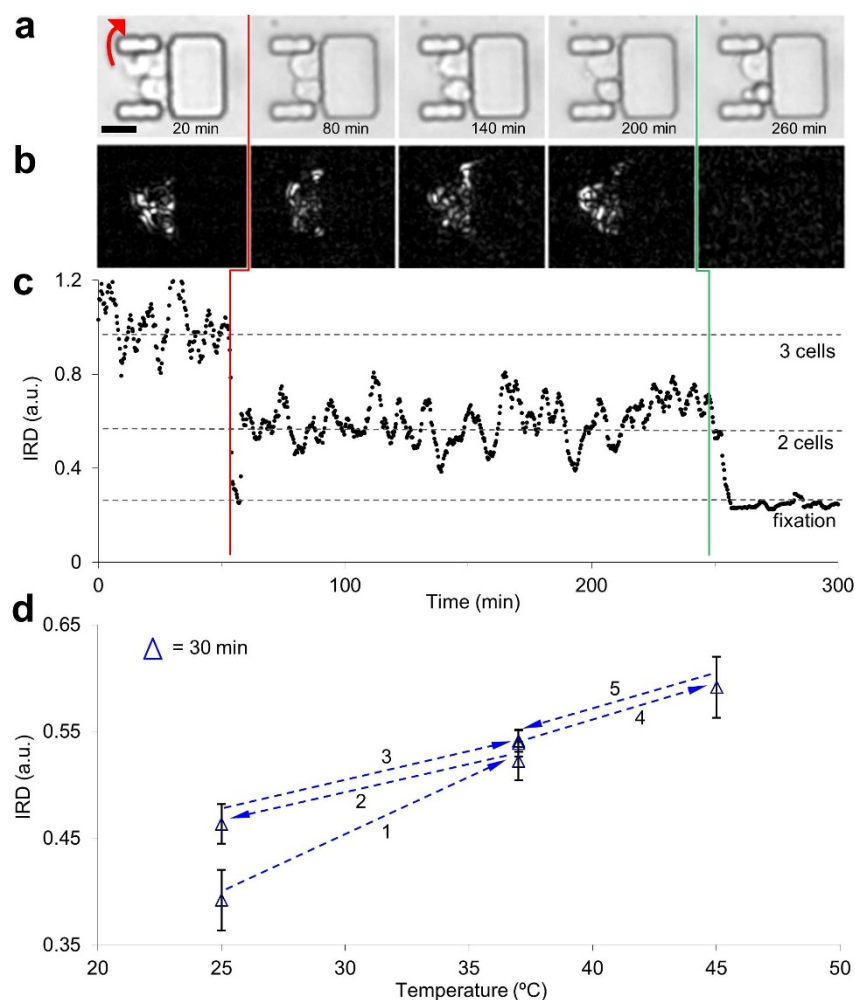 a
20 min
80 min
140 min
200 min
260 min
b
c
1.2
0.8
0.4
0
IRD (a.u.)
3 cells
2 cells
fixation
0
100
200
300
Time (min)
d
0.65
0.55
0.45
0.35
IRD (a.u.)
△ = 30 min
5
4
3
2
1
20
25
30
35
40
45
50
Temperature (ºC)